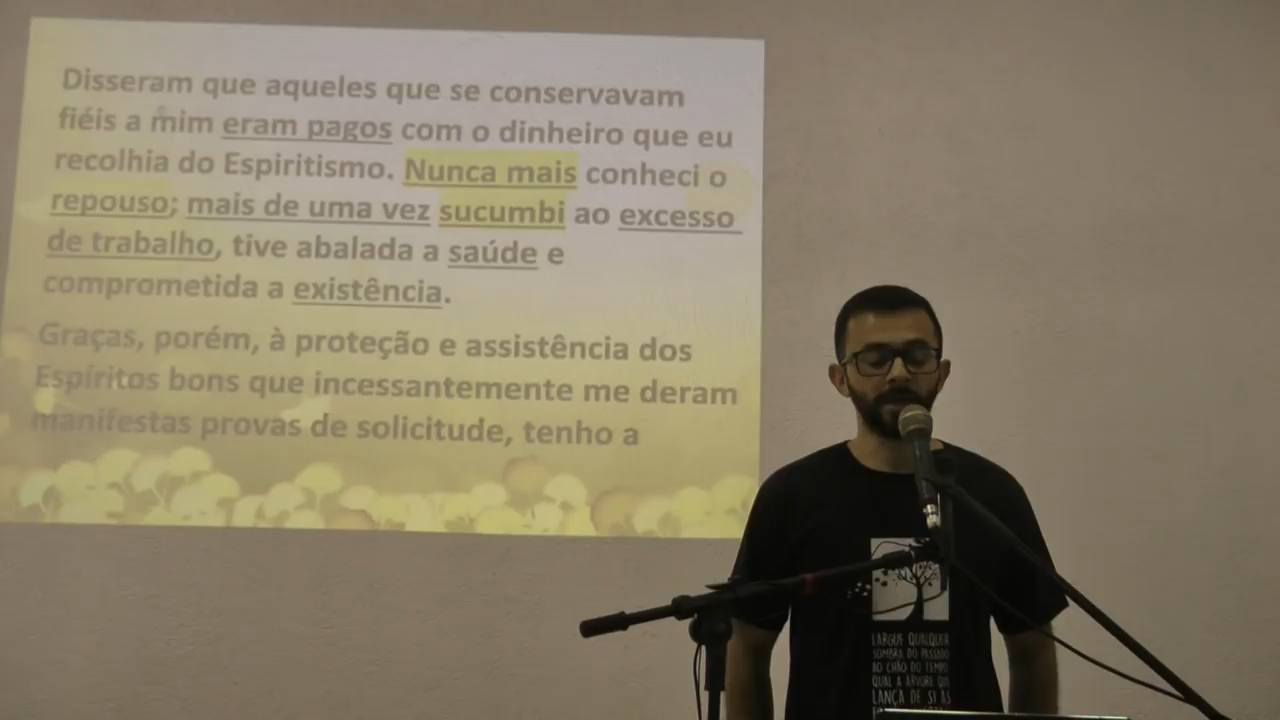 Disseram que aqueles que se conservavam
fiéis a mim eram pagos com o dinheiro que eu
recolhia do Espiritismo. Nunca mais conheci o
repouso; mais de uma vez sucumbi ao excesso
de trabalho, tive abalada a saúde e
comprometida a existência.
Graças, porém, à proteção e assistência dos
Espíritos bons que incessantemente me deram
manifestas provas de solicitude, tenho a
LARGUE QUALQUER
SOMBRA DO PASSADO
AO CHÃO DO TEMPO
QUAL A ÁRVORE QUE
LANÇA DE SI AS